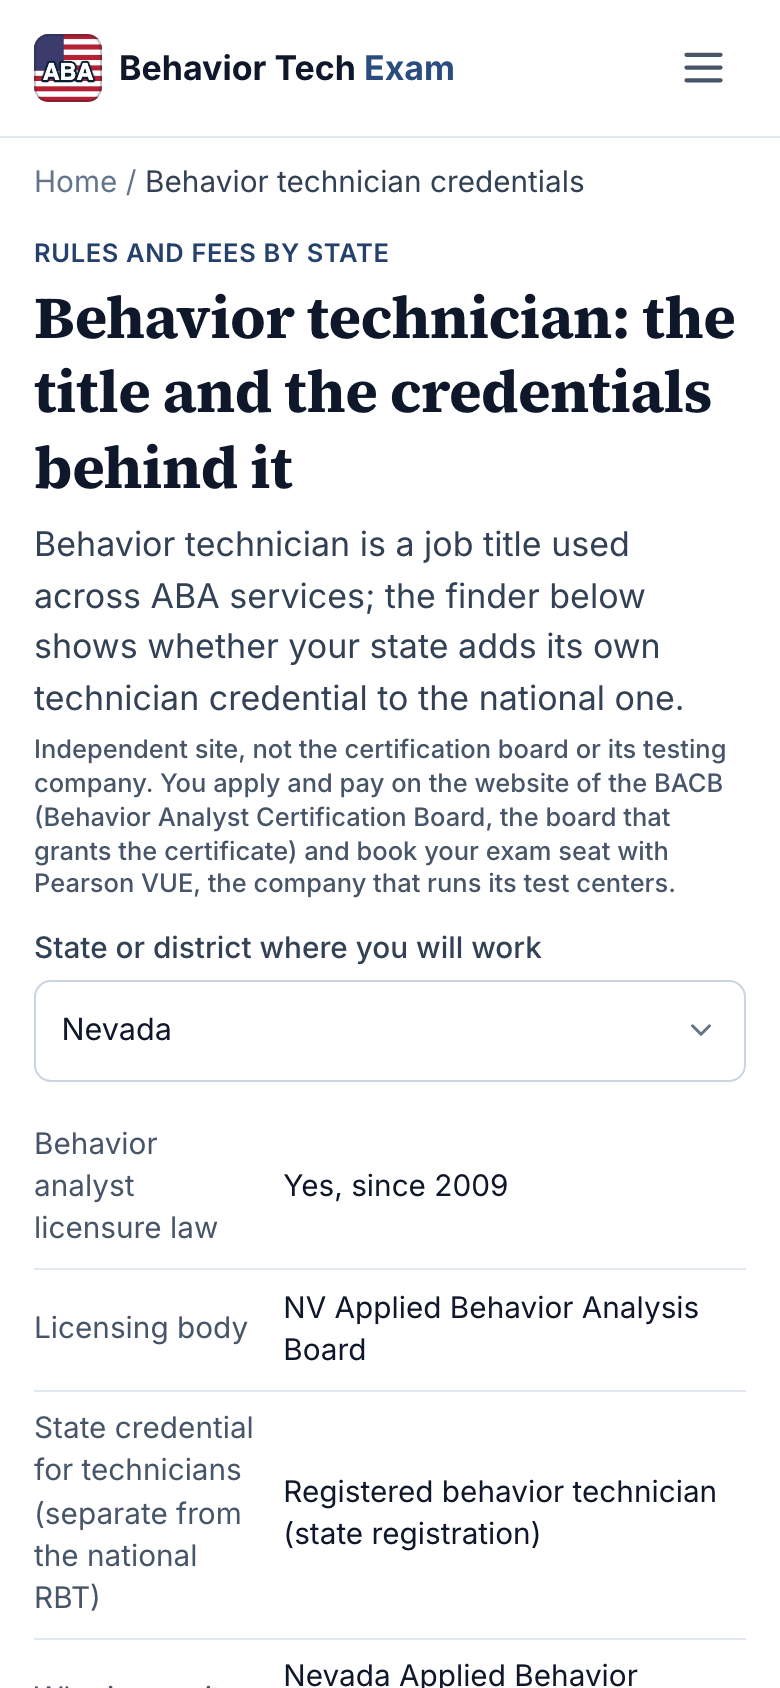 ABA
Behavior Tech Exam
Home / Behavior technician credentials
RULES AND FEES BY STATE
Behavior technician: the
title and the credentials
behind it
Behavior technician is a job title used
across ABA services; the finder below
shows whether your state adds its own
technician credential to the national one.
Independent site, not the certification board or its testing
company. You apply and pay on the website of the BACB
(Behavior Analyst Certification Board, the board that
grants the certificate) and book your exam seat with
Pearson VUE, the company that runs its test centers.
State or district where you will work
Nevada
Behavior
analyst
licensure law
Yes, since 2009
Licensing body
NV Applied Behavior Analysis
Board
State credential
for technicians
(separate from
the national
RBT)
Registered behavior technician
(state registration)
Nevada Applied Behavior